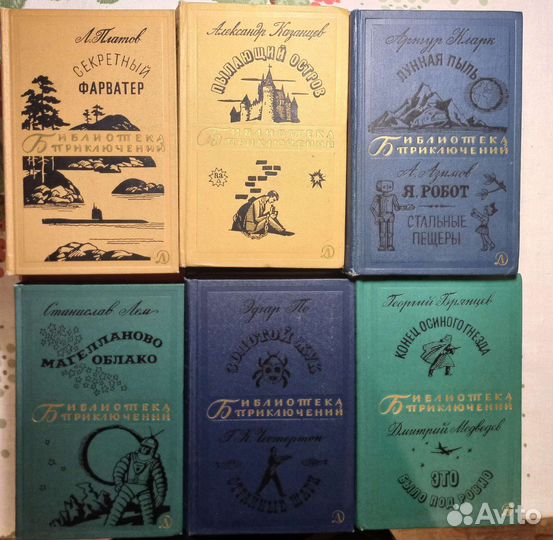 Л. Платов
СЕКРЕТНЫЙ
ФАРВАТЕР
БИБЛИОТЕКА
ПРИКЛЮЧЕНИЙ
Александр Казанцев
ПЫЛАЮЩИЙ ОСТРОВ
БИБЛИОТЕКА
ПРИКЛЮЧЕНИЙ
Артур Кларк
ЛУННАЯ ПЫЛЬ
БИБЛИОТЕКА
ПРИКЛЮЧЕНИЙ
А. Азимов
Я, РОБОТ
СТАЛЬНЫЕ
ПЕЩЕРЫ
Станислав Лем
МАГЕЛЛАНОВО
ОБЛАКО
БИБЛИОТЕКА
ПРИКЛЮЧЕНИЙ
Эдгар По
ЗОЛОТОЙ ЖУК
БИБЛИОТЕКА
ПРИКЛЮЧЕНИЙ
Г. К. Честертон
СТРАННЫЕ ШАГИ
Георгий Брянцев
КОНЕЦ ОСИНОГО ГНЕЗДА
БИБЛИОТЕКА
ПРИКЛЮЧЕНИЙ
Дмитрий Медведев
ЭТО
БЫЛО ПОД РОВНО
Avito